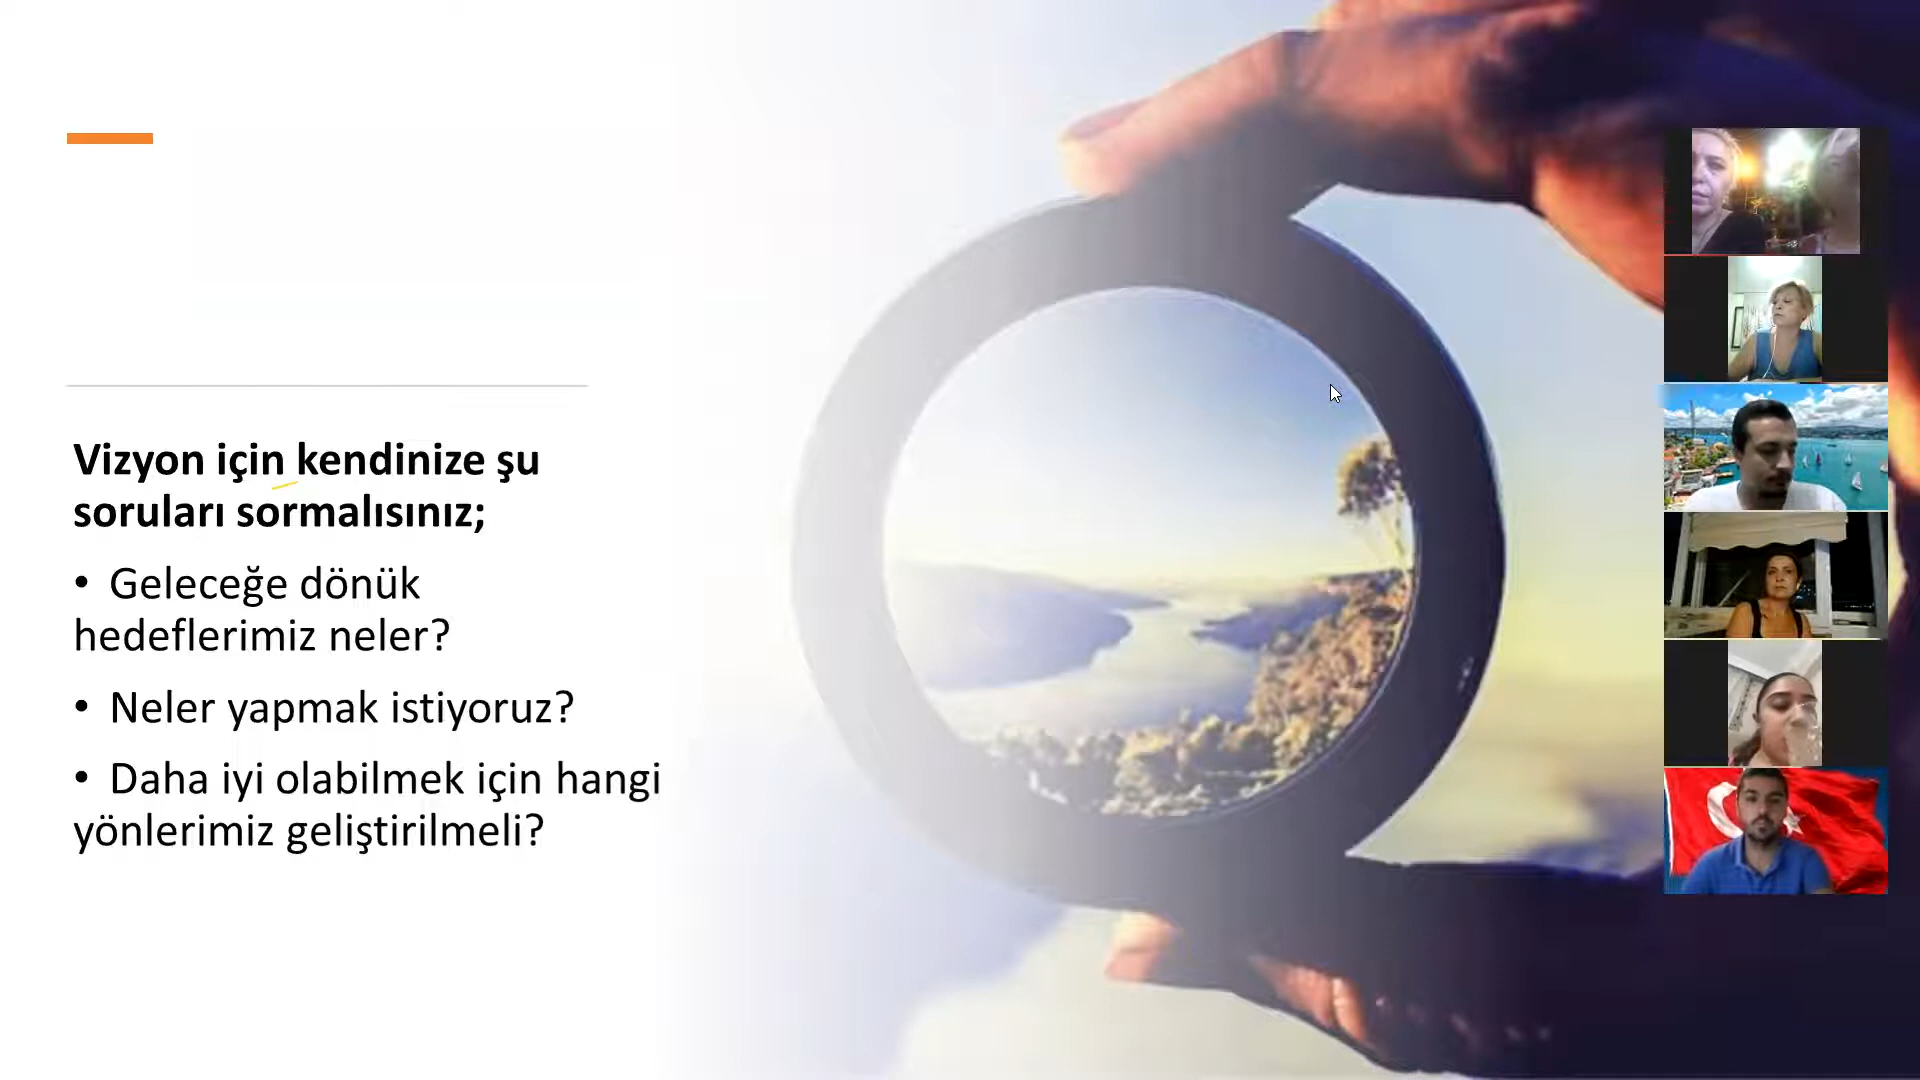 Vizyon için kendinize şu
soruları sormalısınız;
• Geleceğe dönük
hedeflerimiz neler?
• Neler yapmak istiyoruz?
• Daha iyi olabilmek için hangi
yönlerimiz geliştirilmeli?